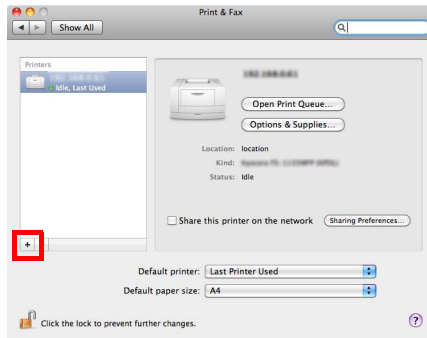 Print & Fax
Show All
Printers
Idle, Last Used
Open Print Queue...
Options & Supplies...
Location: location
Kind:
Status: Idle
Share this printer on the network
Sharing Preferences...
+
Default printer: Last Printer Used
Default paper size: A4
Click the lock to prevent further changes.
?